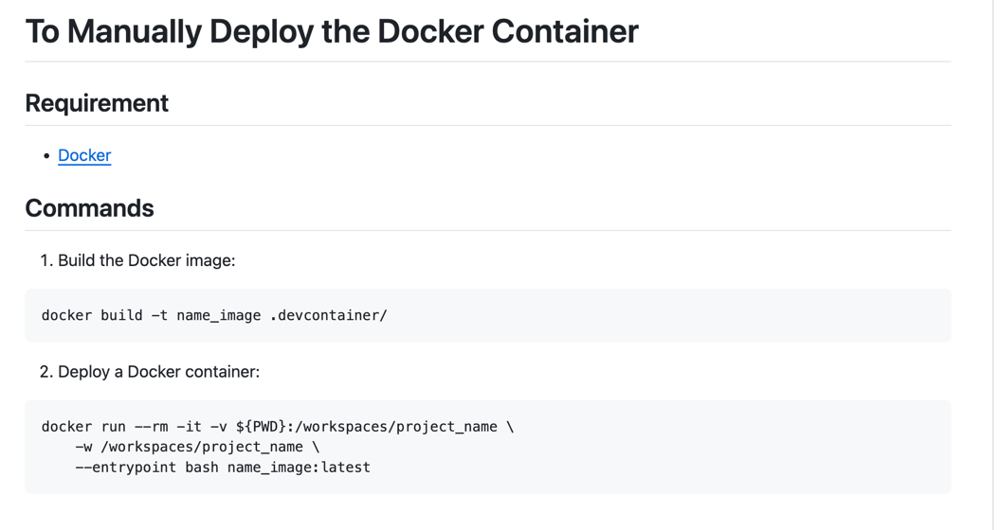 To Manually Deploy the Docker Container
Requirement
• Docker
Commands
1. Build the Docker image:
docker build -t name_image .devcontainer/
2. Deploy a Docker container:
docker run --rm -it -v ${PWD}:/workspaces/project_name \
    -w /workspaces/project_name \
    --entrypoint bash name_image:latest